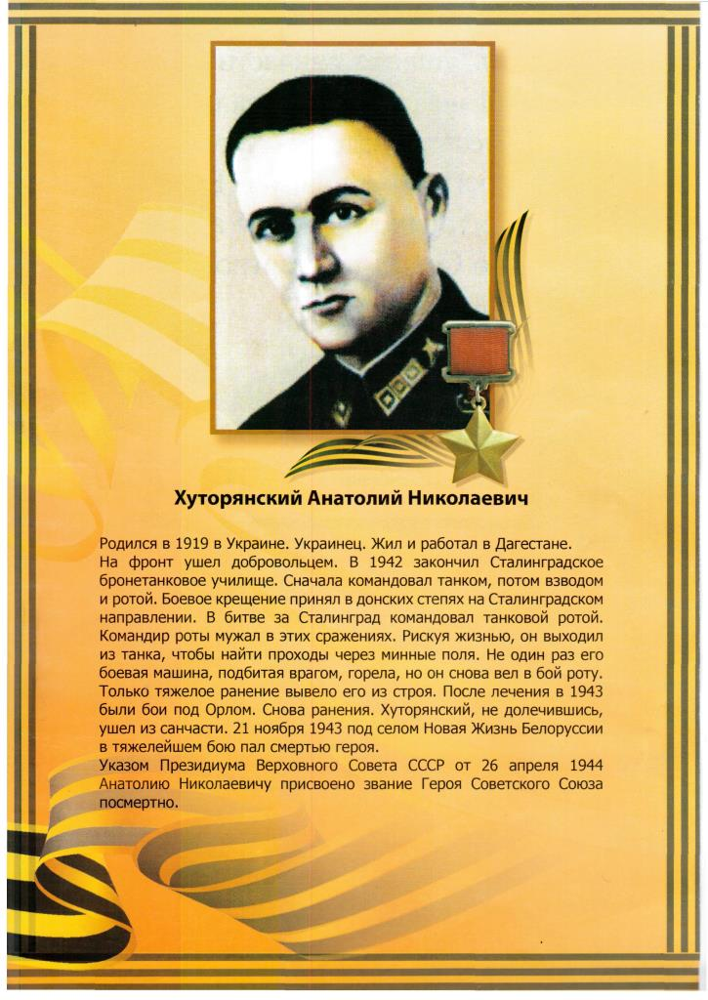 Хуторянский Анатолий Николаевич
Родился в 1919 в Украине. Украинец. Жил и работал в Дагестане.
На фронт ушел добровольцем. В 1942 закончил Сталинградское
бронетанковое училище. Сначала командовал танком, потом взводом
и ротой. Боевое крещение принял в донских степях на Сталинградском
направлении. В битве за Сталинград командовал танковой ротой.
Командир роты мужал в этих сражениях. Рискуя жизнью, он выходил
из танка, чтобы найти проходы через минные поля. Не один раз его
боевая машина, подбитая врагом, горела, но он снова вел в бой роту.
Только тяжелое ранение вывело его из строя. После лечения в 1943
были бои под Орлом. Снова ранения. Хуторянский, не долечившись,
ушел из санчасти. 21 ноября 1943 под селом Новая Жизнь Белоруссии
в тяжелейшем бою пал смертью героя.
Указом Президиума Верховного Совета СССР от 26 апреля 1944
Анатолию Николаевичу присвоено звание Героя Советского Союза
посмертно.